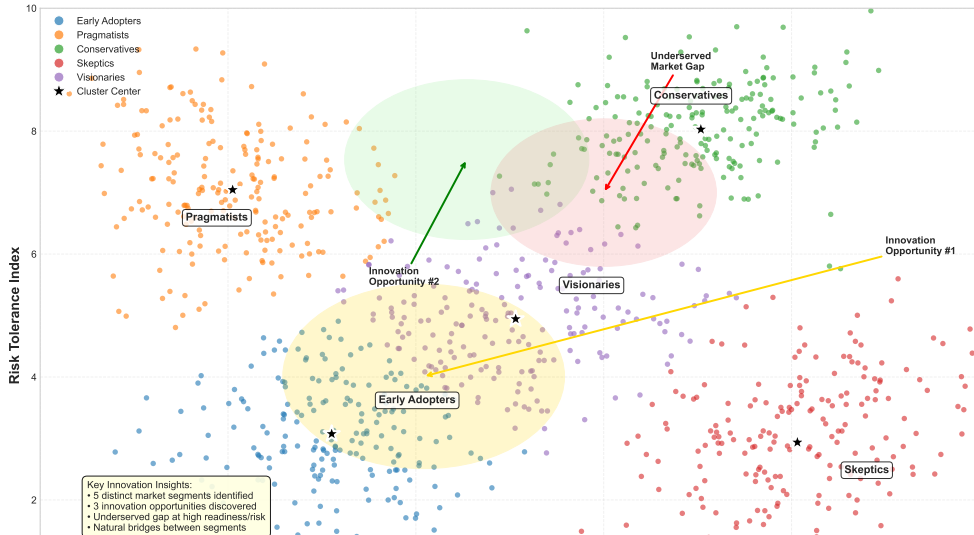 10
8
6
4
2
Risk Tolerance Index
Early Adopters
Pragmatists
Conservatives
Skeptics
Visionaries
Cluster Center
Underserved
Market Gap
Conservatives
Pragmatists
Innovation
Opportunity #1
Innovation
Opportunity #2
Visionaries
Early Adopters
Skeptics
Key Innovation Insights:
• 5 distinct market segments identified
• 3 innovation opportunities discovered
• Underserved gap at high readiness/risk
• Natural bridges between segments